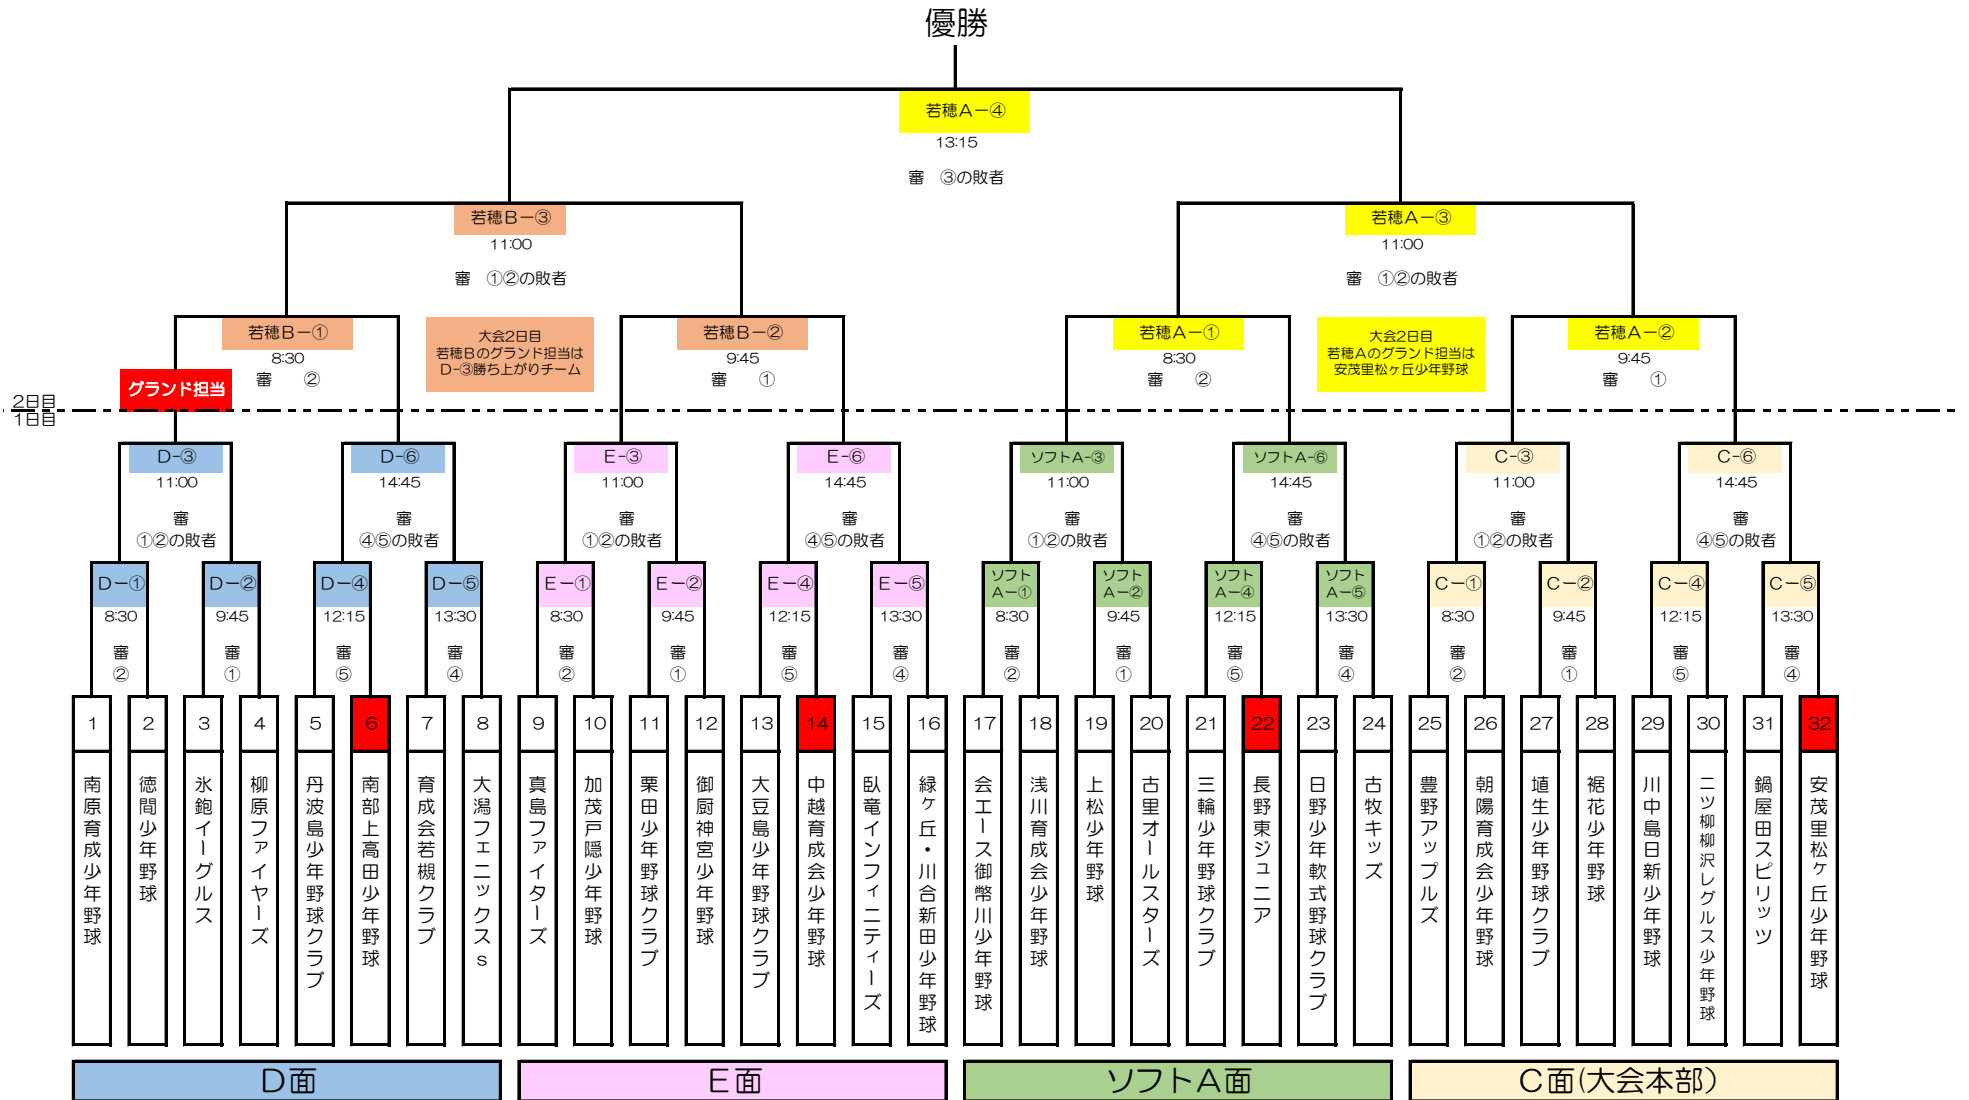 優勝
若穂A－④
13:15
審　③の敗者
若穂B－③
11:00
審　①②の敗者
若穂A－③
11:00
審　①②の敗者
若穂B－①
8:30
審　②
大会2日目
若穂Bのグランド担当は
D-③勝ち上がりチーム
若穂B－②
9:45
審　①
若穂A－①
8:30
審　②
大会2日目
若穂Aのグランド担当は
安茂里松ヶ丘少年野球
若穂A－②
9:45
審　①
グランド担当
2日目
1日目
D-③
11:00
審
①②の敗者
D-⑥
14:45
審
④⑤の敗者
E-③
11:00
審
①②の敗者
E-⑥
14:45
審
④⑤の敗者
ソフトA-③
11:00
審
①②の敗者
ソフトA-⑥
14:45
審
④⑤の敗者
C-③
11:00
審
①②の敗者
C-⑥
14:45
審
④⑤の敗者
D－①
8:30
審
②
D－②
9:45
審
①
D－④
12:15
審
⑤
D－⑤
13:30
審
④
E－①
8:30
審
②
E－②
9:45
審
①
E－④
12:15
審
⑤
E－⑤
13:30
審
④
ソフト
A－①
8:30
審
②
ソフト
A－②
9:45
審
①
ソフト
A－④
12:15
審
⑤
ソフト
A－⑤
13:30
審
④
C－①
8:30
審
②
C－②
9:45
審
①
C－④
12:15
審
⑤
C－⑤
13:30
審
④
1
南原育成少年野球
2
徳間少年野球
3
氷鉋イーグルス
4
柳原ファイヤーズ
5
丹波島少年野球クラブ
6
南部上高田少年野球
7
育成会若槻クラブ
8
大潟フェニックスs
9
真島ファイターズ
10
加茂戸隠少年野球
11
栗田少年野球クラブ
12
御厨神宮少年野球
13
大豆島少年野球クラブ
14
中越育成会少年野球
15
臥竜インフィニティーズ
16
緑ヶ丘・川合新田少年野球
17
会エース御幣川少年野球
18
浅川育成会少年野球
19
上松少年野球
20
古里オールスターズ
21
三輪少年野球クラブ
22
長野東ジュニア
23
日野少年軟式野球クラブ
24
古牧キッズ
25
豊野アップルズ
26
朝陽育成会少年野球
27
埴生少年野球クラブ
28
裾花少年野球
29
川中島日新少年野球
30
二ツ柳柳沢レグルス少年野球
31
鍋屋田スピリッツ
32
安茂里松ヶ丘少年野球
D面
E面
ソフトA面
C面(大会本部)